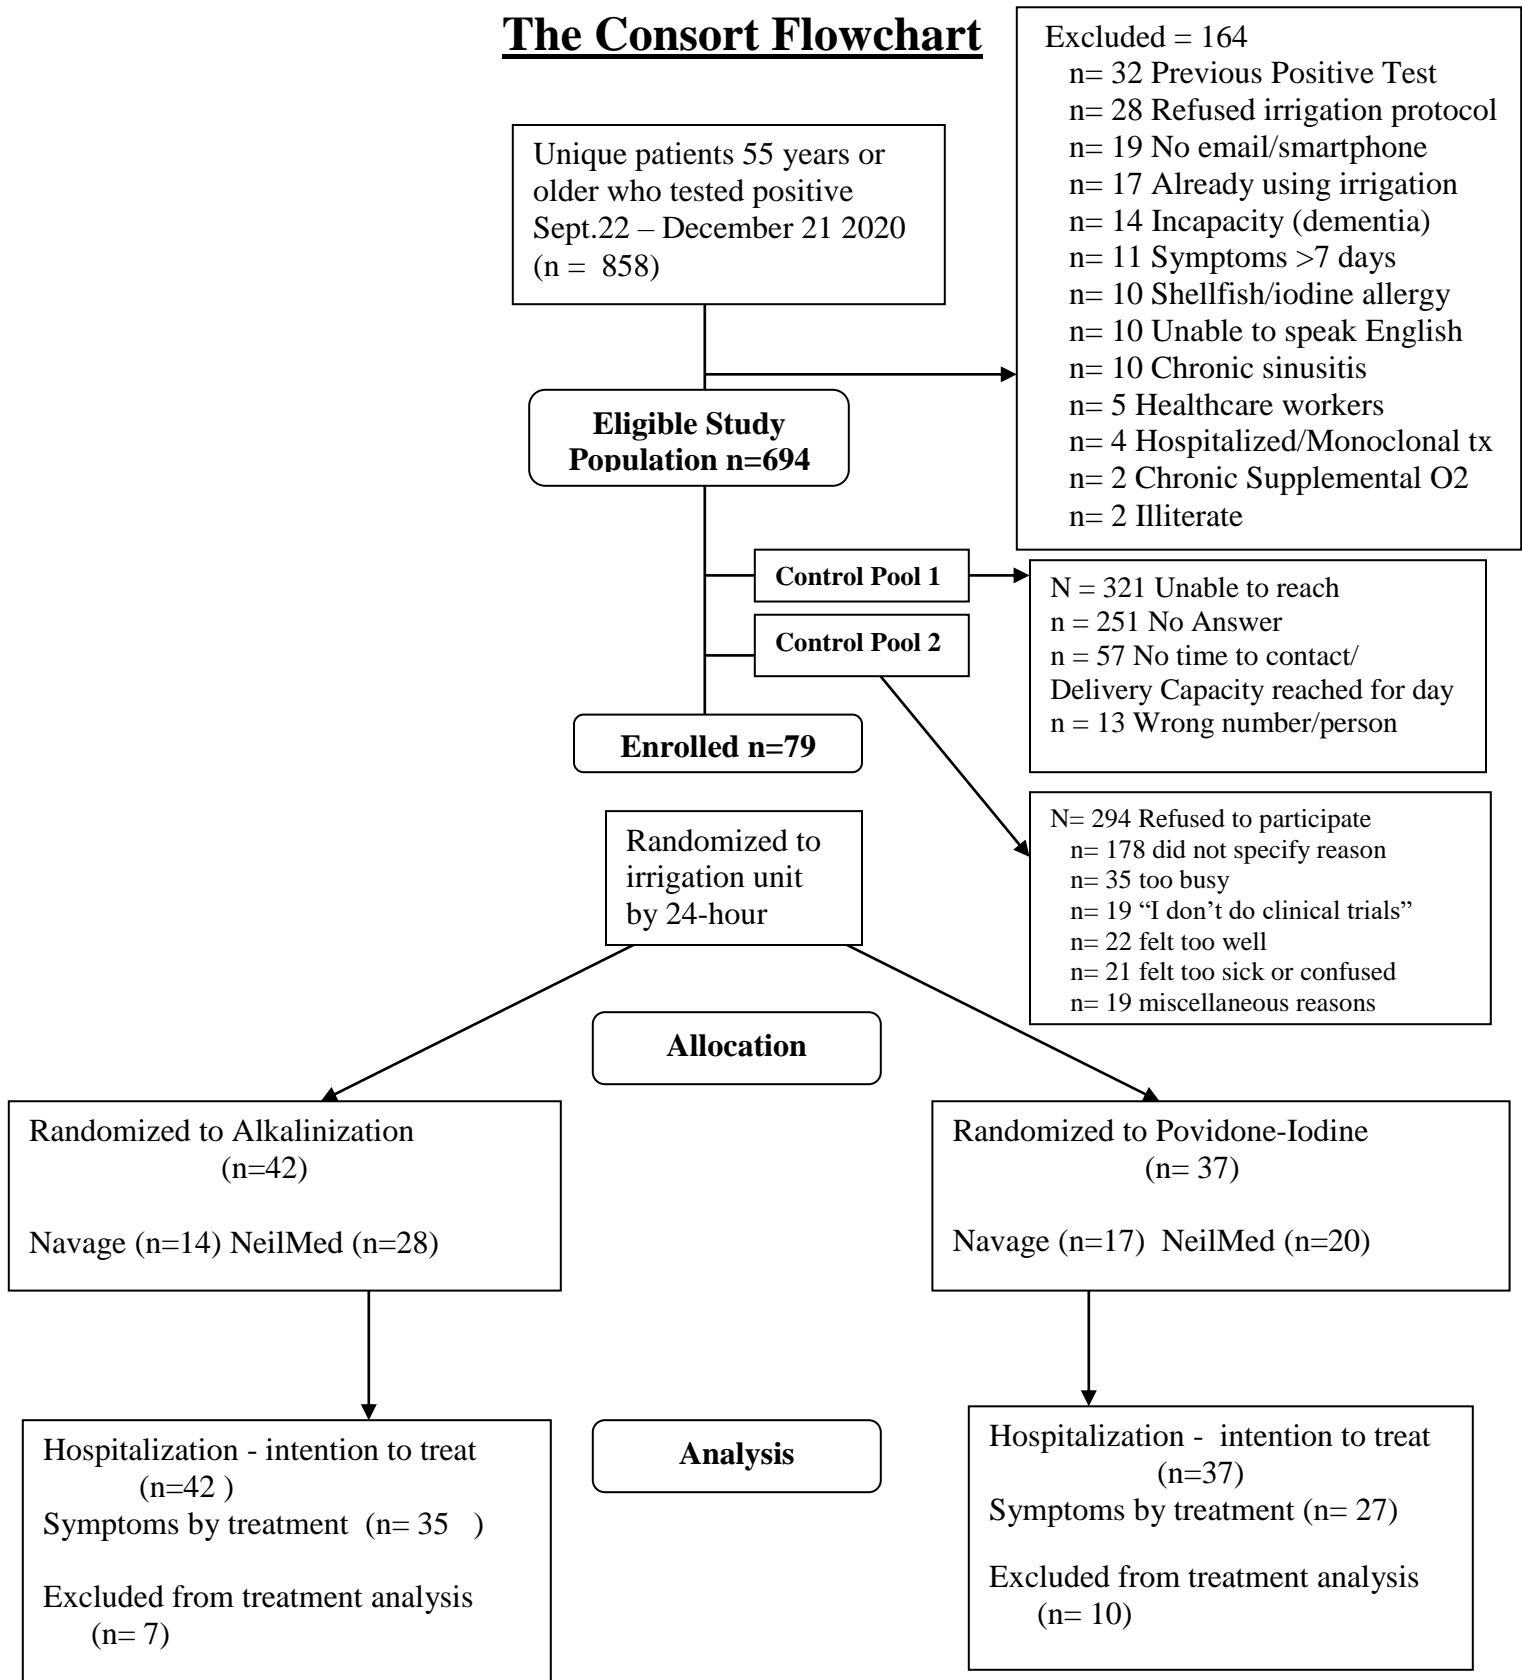 The Consort Flowchart
Excluded = 164
n= 32 Previous Positive Test
n= 28 Refused irrigation protocol
n= 19 No email/smartphone
n= 17 Already using irrigation
n= 14 Incapacity (dementia)
n= 11 Symptoms >7 days
n= 10 Shellfish/iodine allergy
n= 10 Unable to speak English
n= 10 Chronic sinusitis
n= 5 Healthcare workers
n= 4 Hospitalized/Monoclonal tx
n= 2 Chronic Supplemental O2
n= 2 Illiterate
Unique patients 55 years or
older who tested positive
Sept.22 – December 21 2020
(n = 858)
Eligible Study
Population n=694
Control Pool 1
N = 321 Unable to reach
n = 251 No Answer
n = 57 No time to contact/
Delivery Capacity reached for day
n = 13 Wrong number/person
Control Pool 2
Enrolled n=79
N= 294 Refused to participate
n= 178 did not specify reason
n= 35 too busy
n= 19 “I don’t do clinical trials”
n= 22 felt too well
n= 21 felt too sick or confused
n= 19 miscellaneous reasons
Randomized to
irrigation unit
by 24-hour
Allocation
Randomized to Alkalinization
(n=42)
Navage (n=14) NeilMed (n=28)
Randomized to Povidone-Iodine
(n= 37)
Navage (n=17) NeilMed (n=20)
Hospitalization - intention to treat
(n=42 )
Symptoms by treatment (n= 35 )
Excluded from treatment analysis
(n= 7)
Analysis
Hospitalization - intention to treat
(n=37)
Symptoms by treatment (n= 27)
Excluded from treatment analysis
(n= 10)